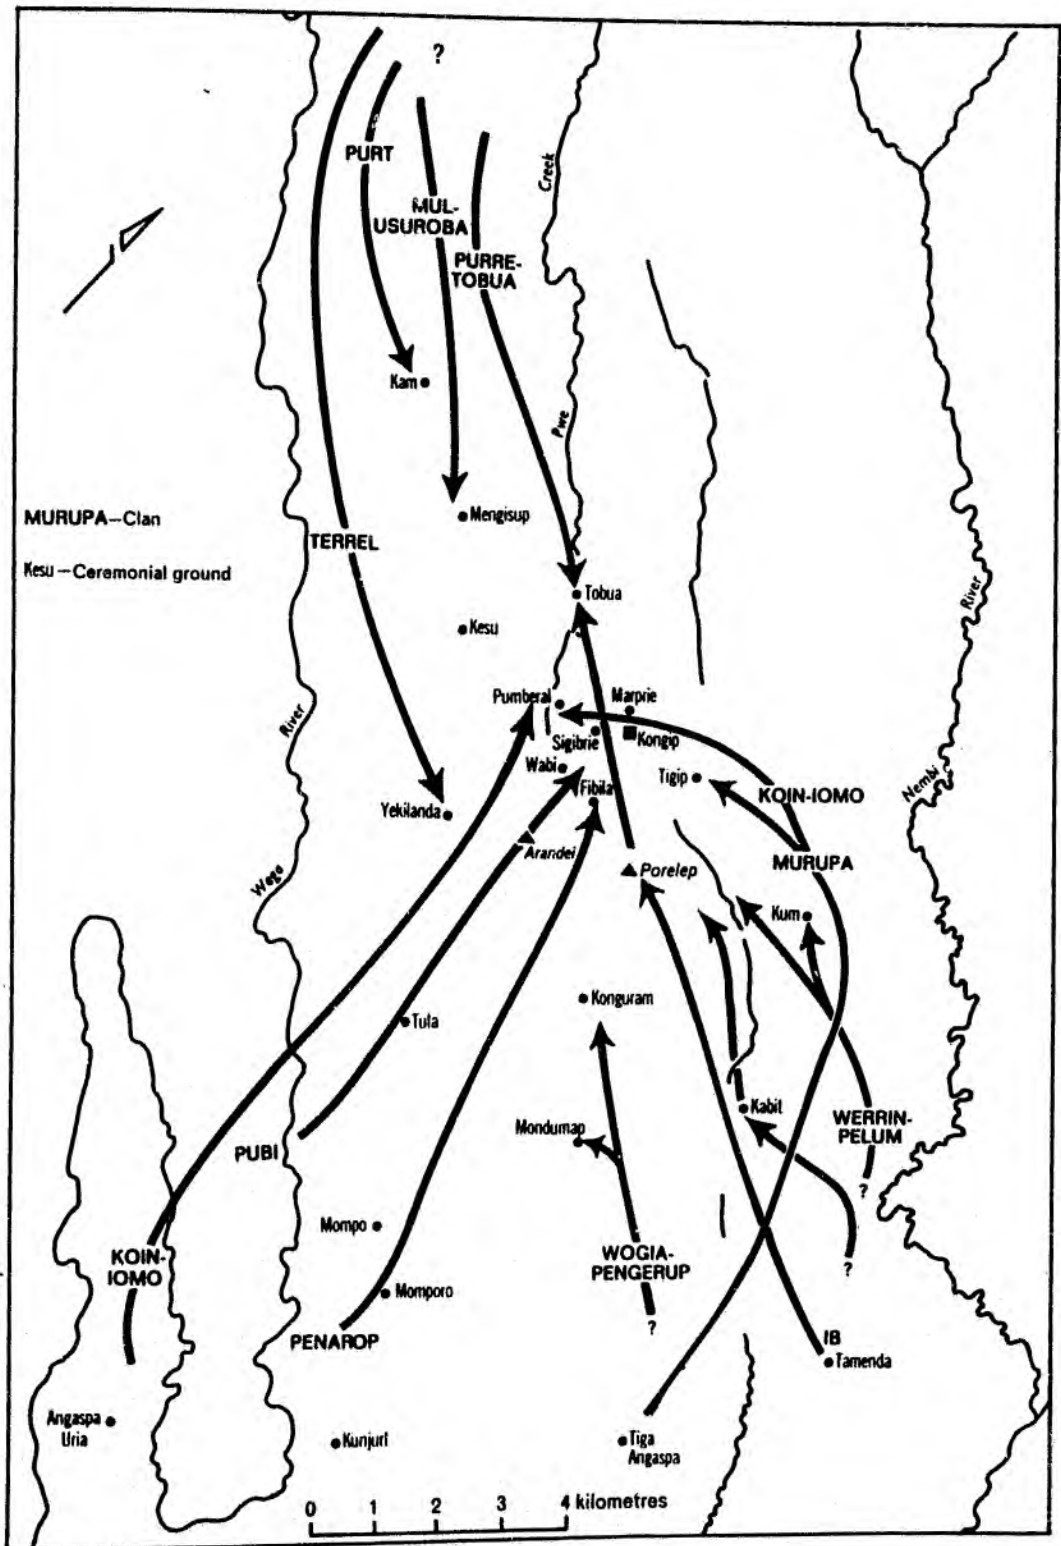 ?
PURT
Creek
MUL-
USUROBA
PURRE-
TOBUA
Kam
Pwe
MURUPA—Clan
Mengisup
TERREL
Kesu—Ceremonial ground
River
Tobua
Kesu
Pumberal
Marprie
River
Sigibrie
Kongip
Wabi
Tigip
Nembi
KOIN-IOMO
Fibila
Yekilanda
Arandei
MURUPA
Porelep
Wege
Kum
Konguram
Tula
Kabit
WERRIN-
PELUM
Mondumap
PUBI
?
Mompo
KOIN-
IOMO
WOGIA-
PENGERUP
?
Momporo
?
PENAROP
IB
Tamenda
Angaspa
Uria
Kunjuri
Tiga
Angaspa
0 1 2 3 4 kilometres